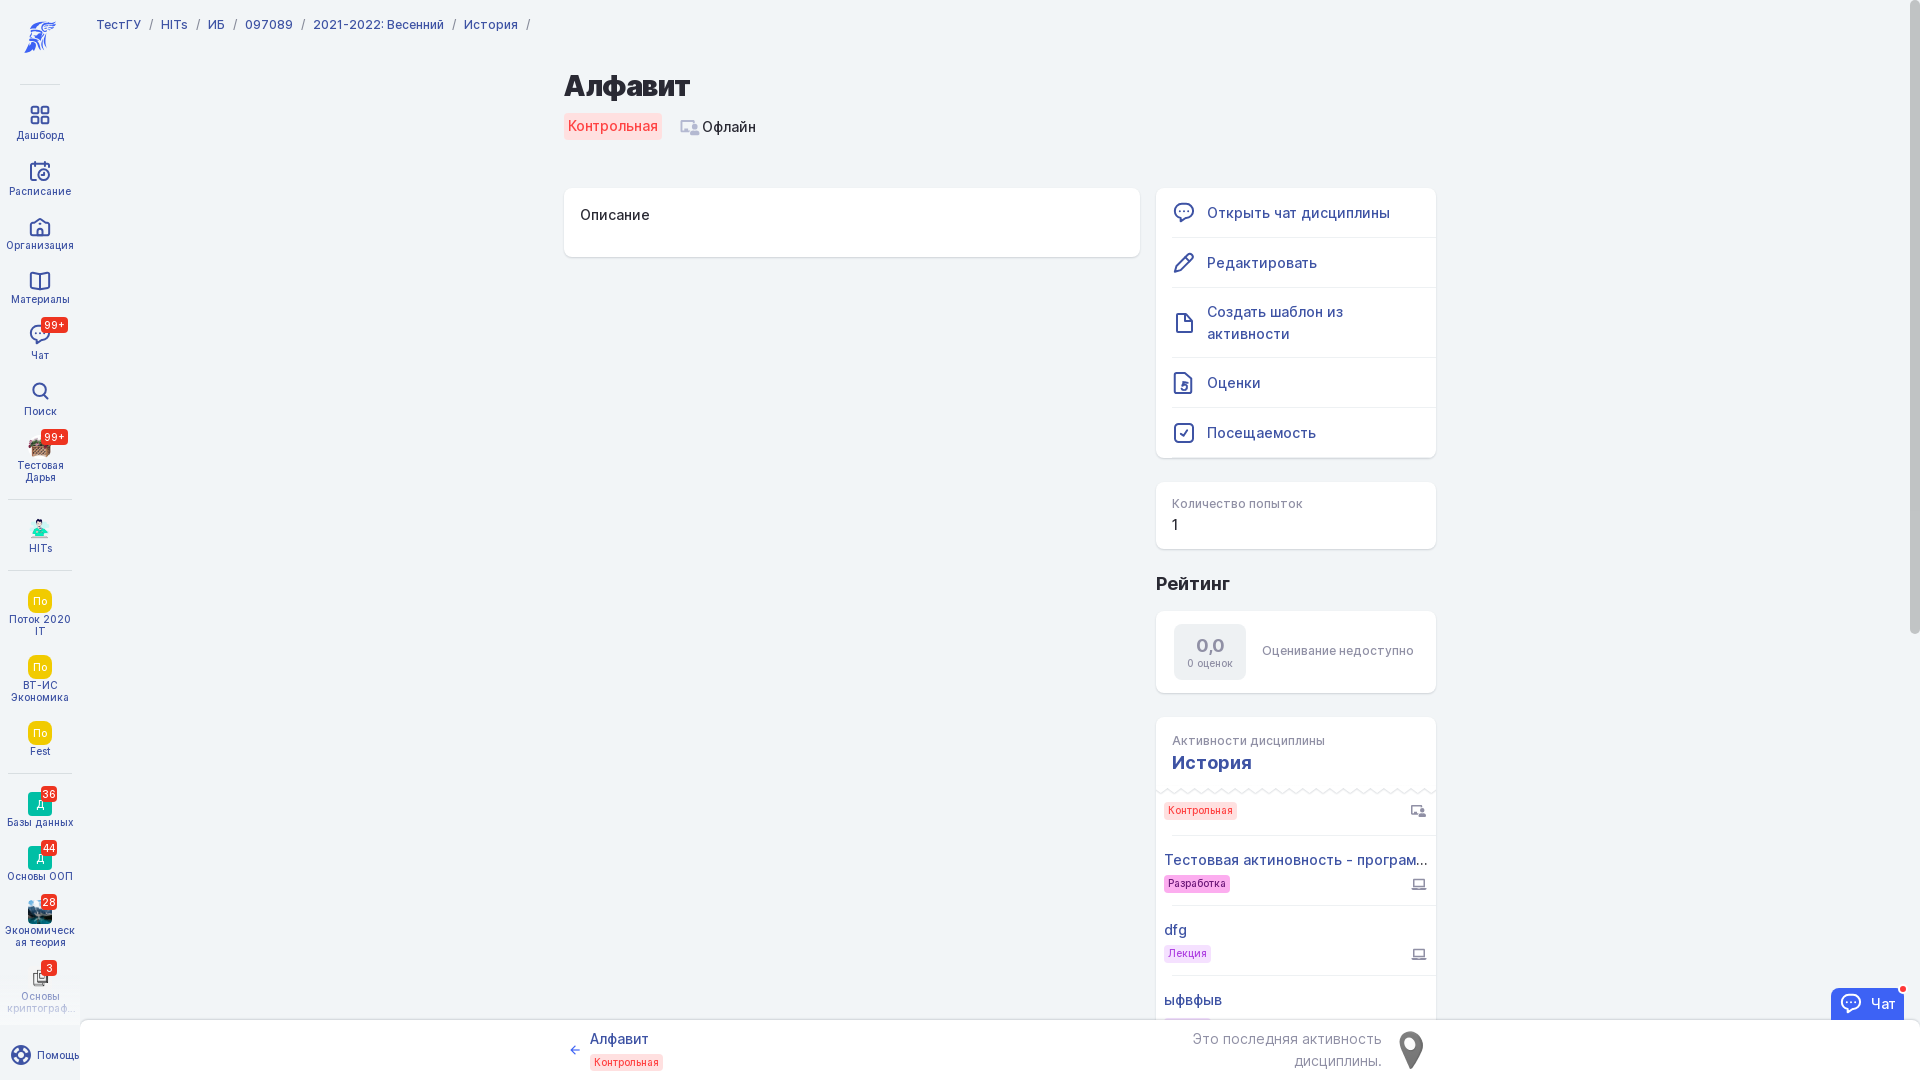 ТестГУ / HITs / ИБ / 097089 / 2021-2022: Весенний / История /
Дашборд
Расписание
Организация
Материалы
99+
Чат
Поиск
99+
Тестовая
Дарья
HITs
По
Поток 2020
IT
По
ВТ-ИС
Экономика
По
Fest
36
Д
Базы данных
44
Д
Основы ООП
28
Экономическ
ая теория
3
Основы
криптограф...
Помощь
Алфавит
Контрольная
Офлайн
Описание
Открыть чат дисциплины
Редактировать
Создать шаблон из
активности
Оценки
Посещаемость
Количество попыток
1
Рейтинг
0,0
0 оценок
Оценивание недоступно
Активности дисциплины
История
Контрольная
Тестоввая актиновность - програм...
Разработка
dfg
Лекция
ыфвфыв
Чат
Алфавит
Контрольная
Это последняя активность
дисциплины.